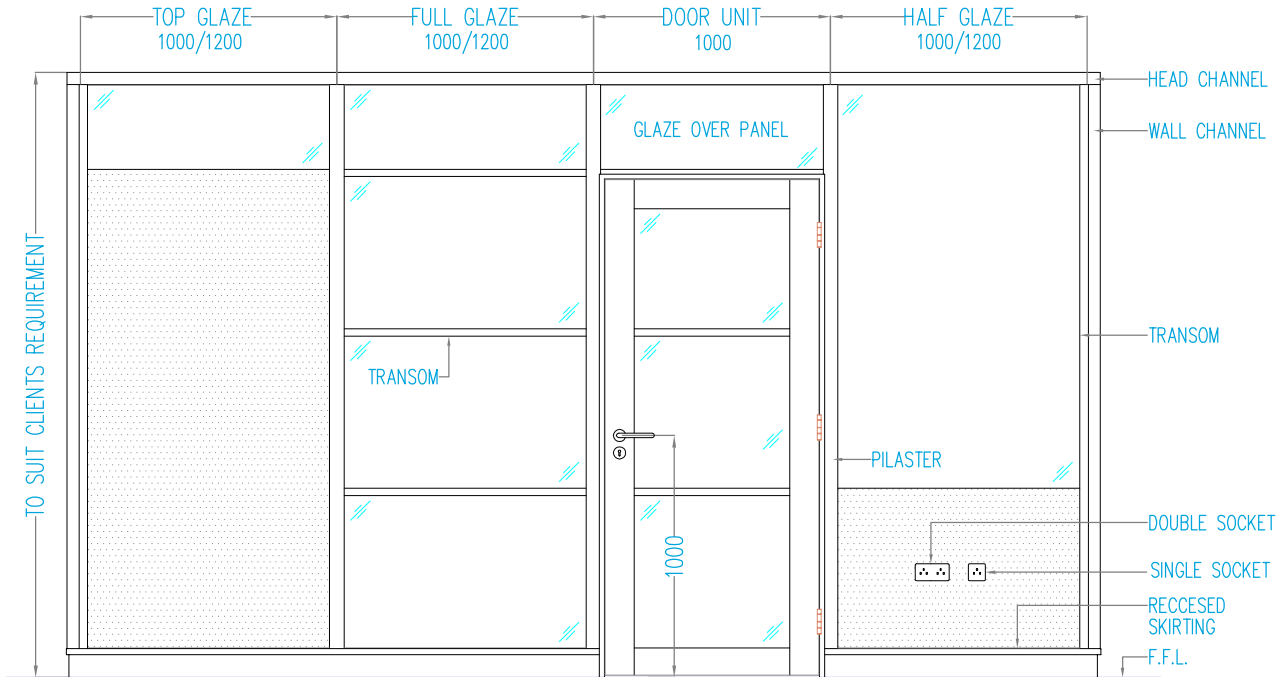 TOP GLAZE
1000/1200
FULL GLAZE
1000/1200
DOOR UNIT
1000
HALF GLAZE
1000/1200
HEAD CHANNEL
WALL CHANNEL
GLAZE OVER PANEL
TO SUIT CLIENTS REQUIREMENT
TRANSOM
TRANSOM
PILASTER
1000
DOUBLE SOCKET
SINGLE SOCKET
RECCESED
SKIRTING
F.F.L.